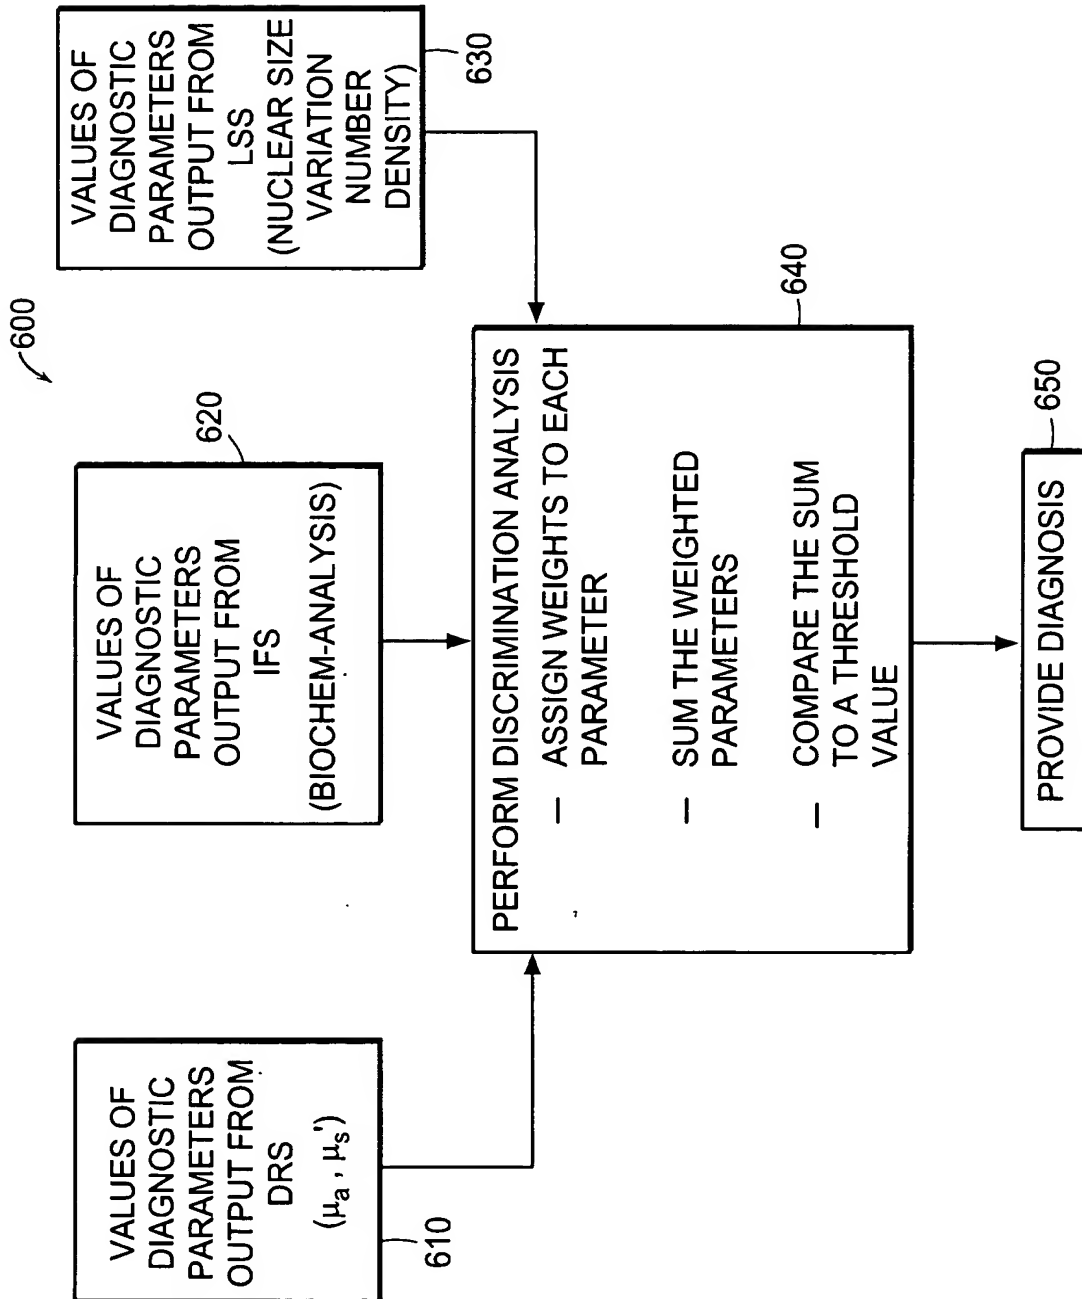 600
VALUES OF
DIAGNOSTIC
PARAMETERS
OUTPUT FROM
DRS
(μa , μs')
610
VALUES OF
DIAGNOSTIC
PARAMETERS
OUTPUT FROM
IFS
(BIOCHEM-ANALYSIS)
620
VALUES OF
DIAGNOSTIC
PARAMETERS
OUTPUT FROM
LSS
(NUCLEAR SIZE
VARIATION
NUMBER
DENSITY)
630
PERFORM DISCRIMINATION ANALYSIS
– ASSIGN WEIGHTS TO EACH
PARAMETER
– SUM THE WEIGHTED
PARAMETERS
– COMPARE THE SUM
TO A THRESHOLD
VALUE
640
PROVIDE DIAGNOSIS
650